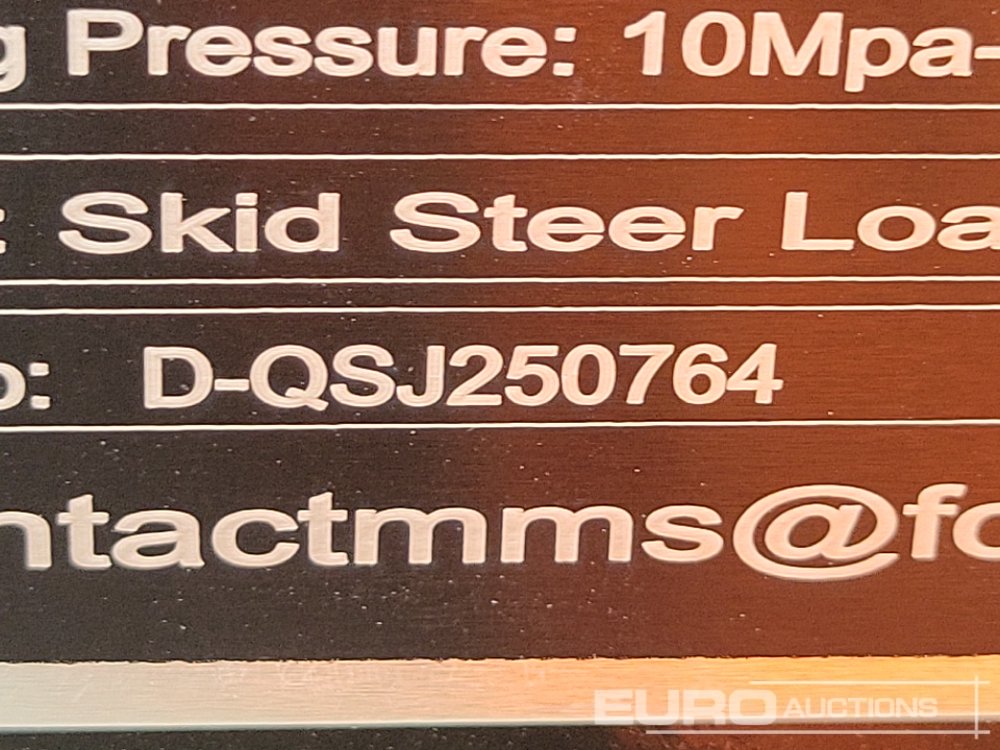 g Pressure: 10Mpa-
: Skid Steer Loa
o: D-QSJ250764
ntactmms@fo
EURO AUCTIONS